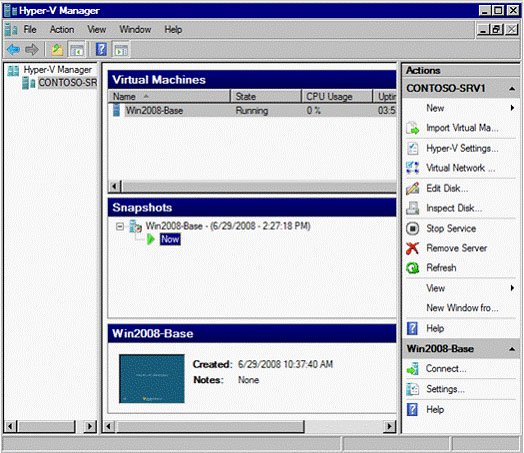 Hyper-V Manager
File Action View Window Help
Hyper-V Manager
CONTOSO-SR
Virtual Machines
Name State CPU Usage Uptin
Win2008-Base Running 0 % 03:5
Snapshots
Win2008-Base - (6/29/2008 - 2:27:18 PM)
Now
Win2008-Base
Created: 6/29/2008 10:37:40 AM
Notes: None
Actions
CONTOSO-SRV1
New
Import Virtual Ma...
Hyper-V Settings...
Virtual Network ...
Edit Disk...
Inspect Disk...
Stop Service
Remove Server
Refresh
View
New Window fro...
Help
Win2008-Base
Connect...
Settings...
Help